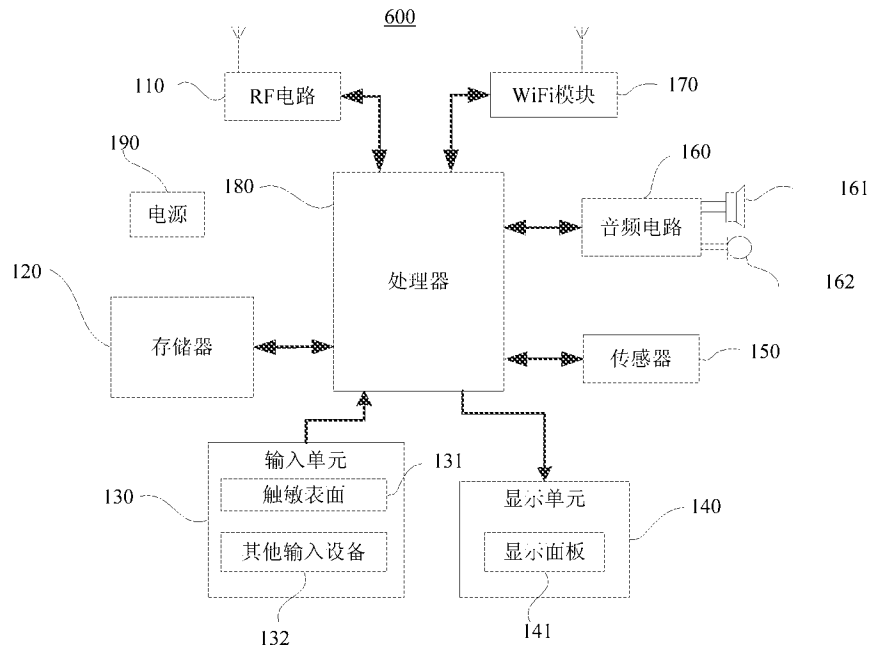 600
110
RF电路
WiFi模块
170
190
电源
180
160
161
音频电路
162
处理器
120
存储器
传感器
150
输入单元
131
130
触敏表面
其他输入设备
132
显示单元
140
显示面板
141